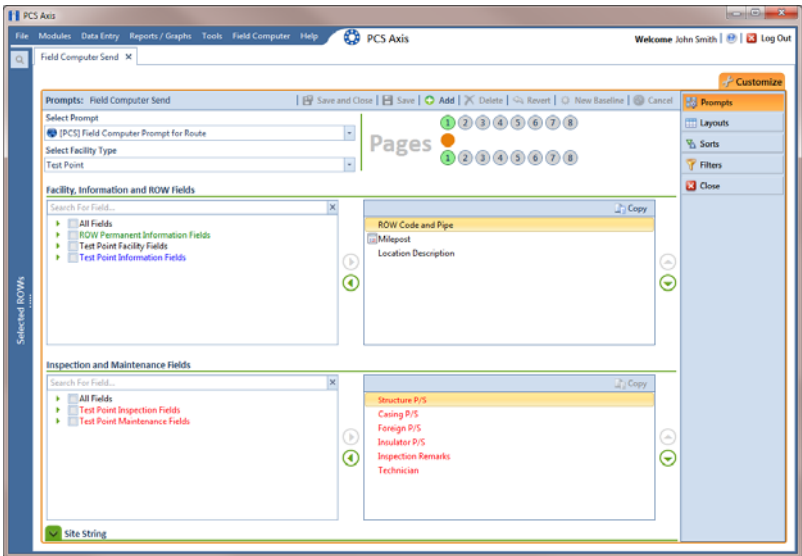 PCS Axis
File Modules Data Entry Reports / Graphs Tools Field Computer Help PCS Axis Welcome John Smith Log Out
Field Computer Send X
Customize
Prompts: Field Computer Send Save and Close Save Add Delete Revert New Baseline Cancel
Prompts
Layouts
Sorts
Filters
Close
Select Prompt
[PCS] Field Computer Prompt for Route
Select Facility Type
Test Point
Pages
1 2 3 4 5 6 7 8
1 2 3 4 5 6 7 8
Facility, Information and ROW Fields
Search For Field...
All Fields
ROW Permanent Information Fields
Test Point Facility Fields
Test Point Information Fields
Copy
ROW Code and Pipe
Milepost
Location Description
Selected ROWs
Inspection and Maintenance Fields
Search For Field...
All Fields
Test Point Inspection Fields
Test Point Maintenance Fields
Copy
Structure P/S
Casing P/S
Foreign P/S
Insulator P/S
Inspection Remarks
Technician
Site String